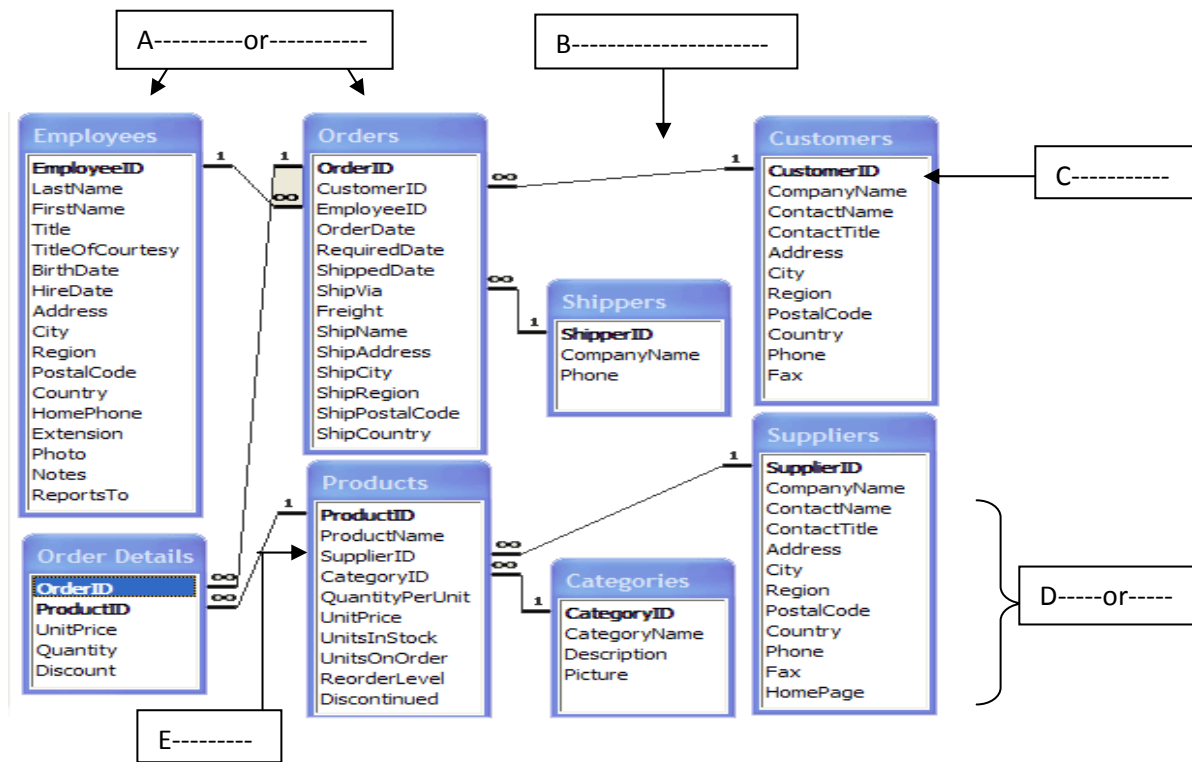 A----------or-----------
B----------------------
Employees
EmployeeID
LastName
FirstName
Title
TitleOfCourtesy
BirthDate
HireDate
Address
City
Region
PostalCode
Country
HomePhone
Extension
Photo
Notes
ReportsTo
1
∞
1
Orders
OrderID
CustomerID
EmployeeID
OrderDate
RequiredDate
ShippedDate
ShipVia
Freight
ShipName
ShipAddress
ShipCity
ShipRegion
ShipPostalCode
ShipCountry
∞
1
∞
1
Customers
CustomerID
CompanyName
ContactName
ContactTitle
Address
City
Region
PostalCode
Country
Phone
Fax
C-----------
Shippers
ShipperID
CompanyName
Phone
Order Details
OrderID
ProductID
UnitPrice
Quantity
Discount
∞
∞
1
Products
ProductID
ProductName
SupplierID
CategoryID
QuantityPerUnit
UnitPrice
UnitsInStock
UnitsOnOrder
ReorderLevel
Discontinued
∞
1
∞
1
Categories
CategoryID
CategoryName
Description
Picture
Suppliers
SupplierID
CompanyName
ContactName
ContactTitle
Address
City
Region
PostalCode
Country
Phone
Fax
HomePage
D-----or-----
E---------